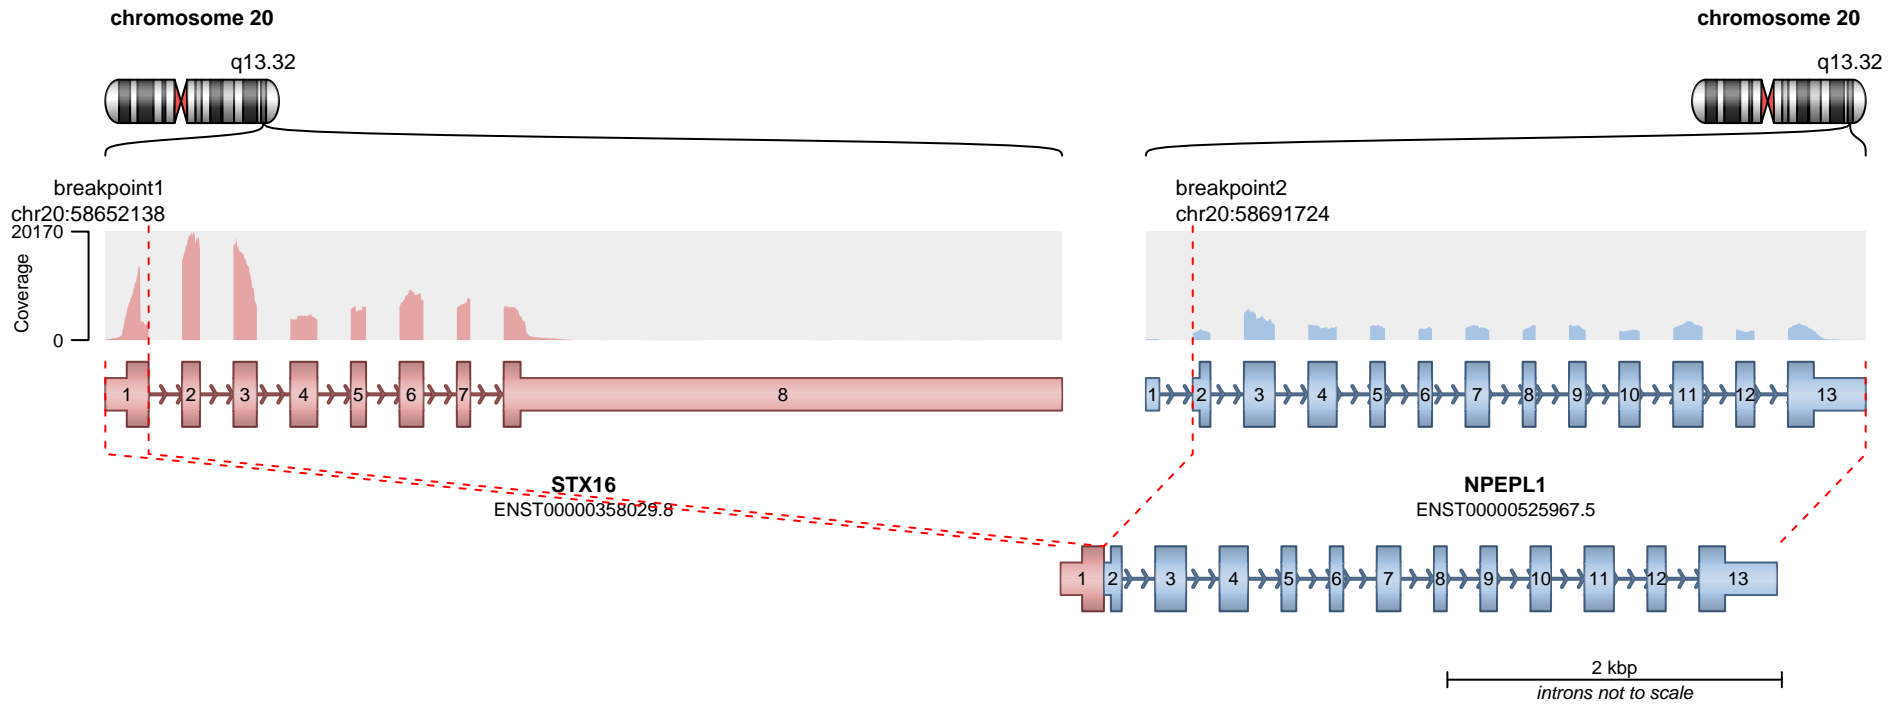 chromosome 20
chromosome 20
q13.32
q13.32
breakpoint1
chr20:58652138
breakpoint2
chr20:58691724
20170
Coverage
0
1 2 3 4 5 6 7 8
1 2 3 4 5 6 7 8 9 10 11 12 13
STX16
ENST00000358029.8
NPEPL1
ENST00000525967.5
1 2 3 4 5 6 7 8 9 10 11 12 13
2 kbp
introns not to scale